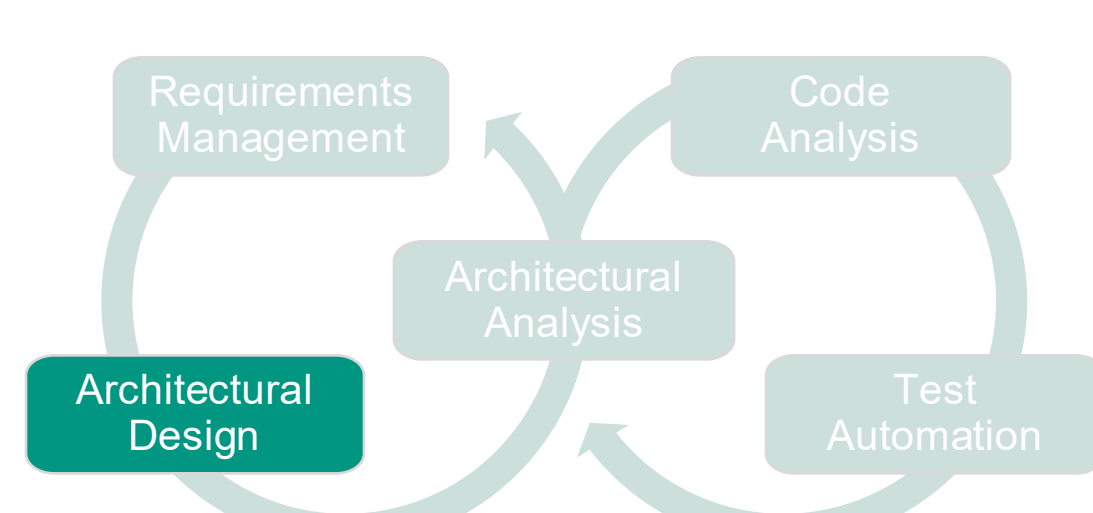 Requirements
Management
Code
Analysis
Architectural
Analysis
Architectural
Design
Test
Automation